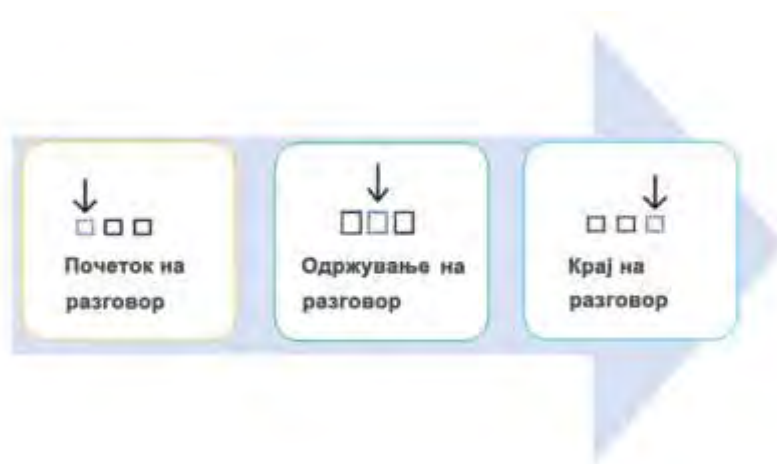 Почеток на
разговор
Одржување на
разговор
Крај на
разговор